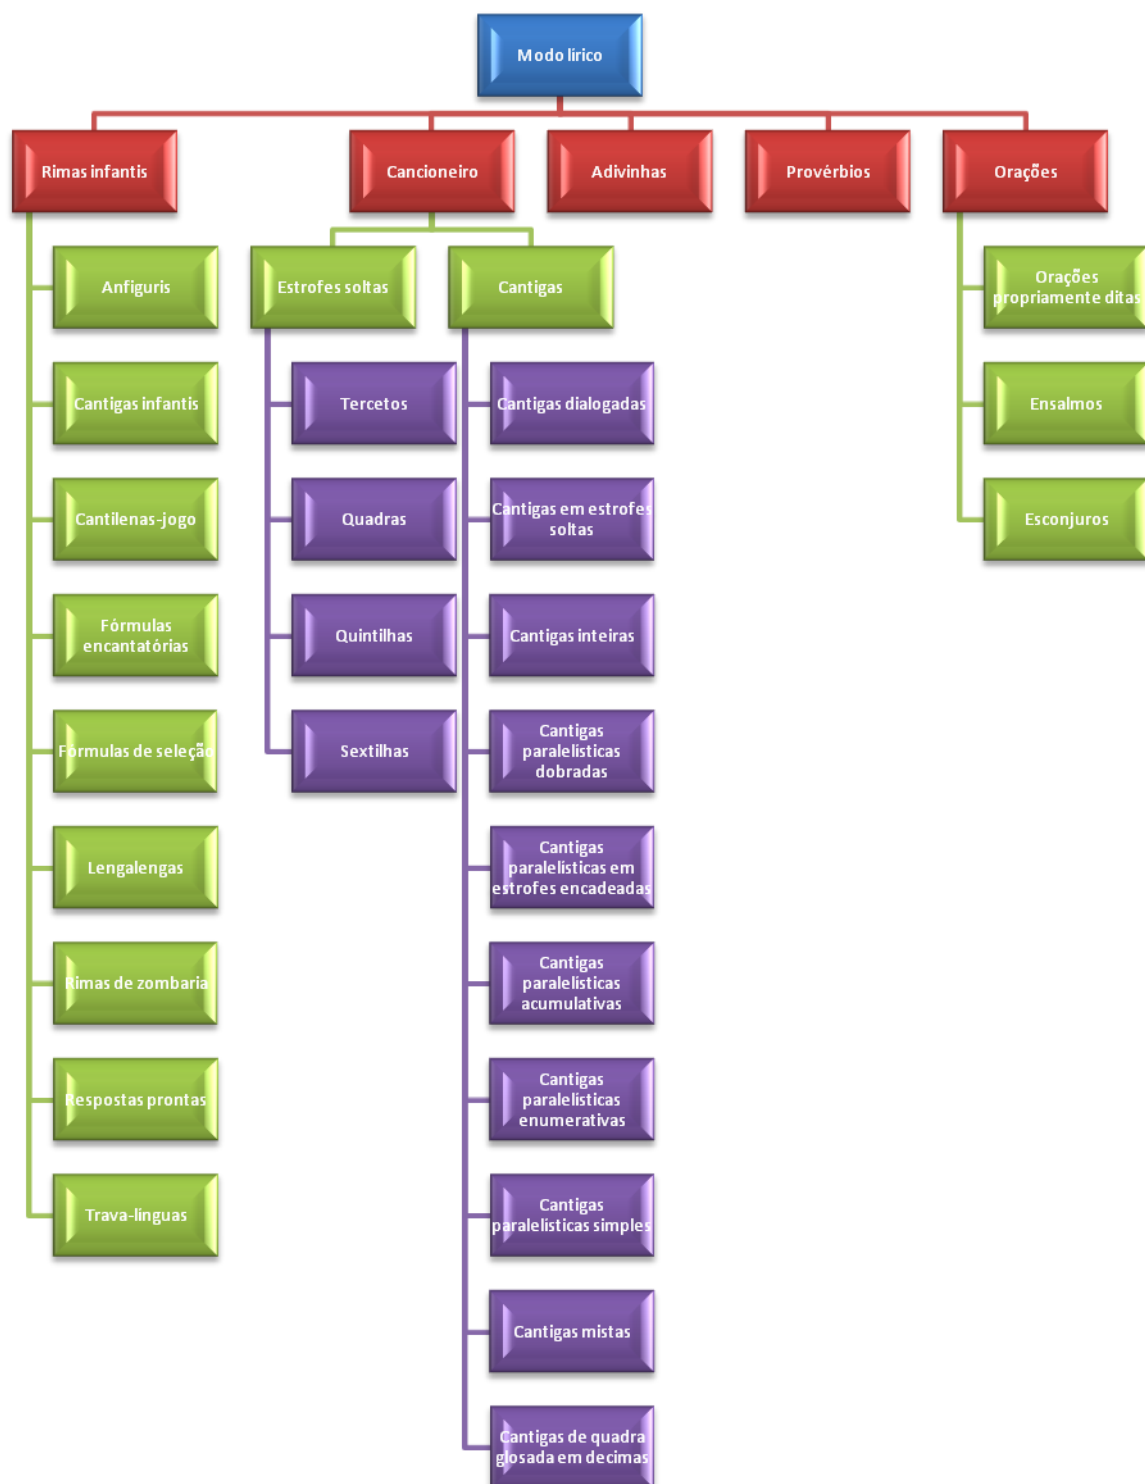 Modo lírico
Rimas infantis
Cancioneiro
Adivinhas
Provérbios
Orações
Anfiguris
Cantigas infantis
Cantilenas-jogo
Fórmulas
encantatórias
Fórmulas de seleção
Lengalengas
Rimas de zombaria
Respostas prontas
Trava-línguas
Estrofes soltas
Tercetos
Quadras
Quintilhas
Sextilhas
Cantigas
Cantigas dialogadas
Cantigas em estrofes
soltas
Cantigas inteiras
Cantigas
paralelísticas
dobradas
Cantigas
paralelísticas em
estrofes encadeadas
Cantigas
paralelísticas
acumulativas
Cantigas
paralelísticas
enumerativas
Cantigas
paralelísticas simples
Cantigas mistas
Cantigas de quadra
glosada em decimas
Orações
propriamente ditas
Ensalmos
Esconjuros